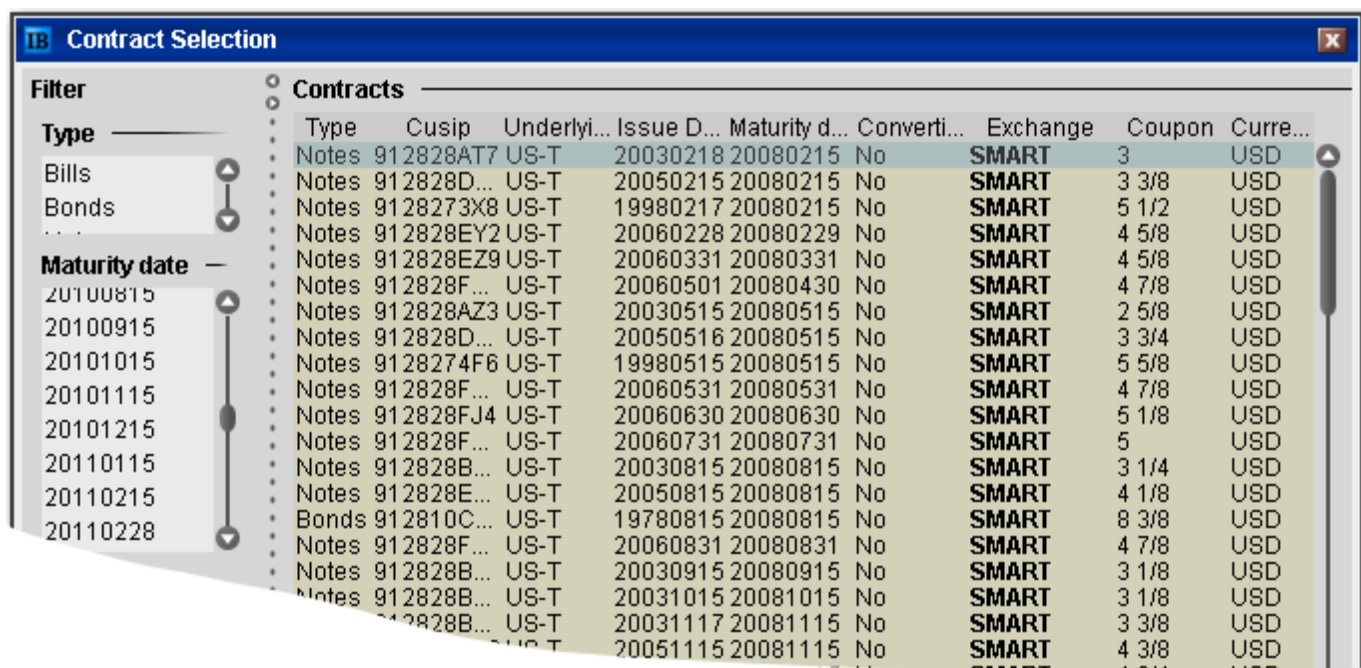 IB Contract Selection
Filter
Type
Bills
Bonds
Maturity date
20100815
20100915
20101015
20101115
20101215
20110115
20110215
20110228
Contracts
Type Cusip Underlyi... Issue D... Maturity d... Converti... Exchange Coupon Curre...
Notes 912828AT7 US-T 20030218 20080215 No SMART 3 USD
Notes 912828D... US-T 20050215 20080215 No SMART 3 3/8 USD
Notes 9128273X8 US-T 19980217 20080215 No SMART 5 1/2 USD
Notes 912828EY2 US-T 20060228 20080229 No SMART 4 5/8 USD
Notes 912828EZ9 US-T 20060331 20080331 No SMART 4 5/8 USD
Notes 912828F... US-T 20060501 20080430 No SMART 4 7/8 USD
Notes 912828AZ3 US-T 20030515 20080515 No SMART 2 5/8 USD
Notes 912828D... US-T 20050516 20080515 No SMART 3 3/4 USD
Notes 9128274F6 US-T 19980515 20080515 No SMART 5 5/8 USD
Notes 912828F... US-T 20060531 20080531 No SMART 4 7/8 USD
Notes 912828FJ4 US-T 20060630 20080630 No SMART 5 1/8 USD
Notes 912828F... US-T 20060731 20080731 No SMART 5 USD
Notes 912828B... US-T 20030815 20080815 No SMART 3 1/4 USD
Notes 912828E... US-T 20050815 20080815 No SMART 4 1/8 USD
Bonds 912810C... US-T 19780815 20080815 No SMART 8 3/8 USD
Notes 912828F... US-T 20060831 20080831 No SMART 4 7/8 USD
Notes 912828B... US-T 20030915 20080915 No SMART 3 1/8 USD
Notes 912828B... US-T 20031015 20081015 No SMART 3 1/8 USD
2828B... US-T 20031117 20081115 No SMART 3 3/8 USD
20051115 20081115 No SMART 4 3/8 USD